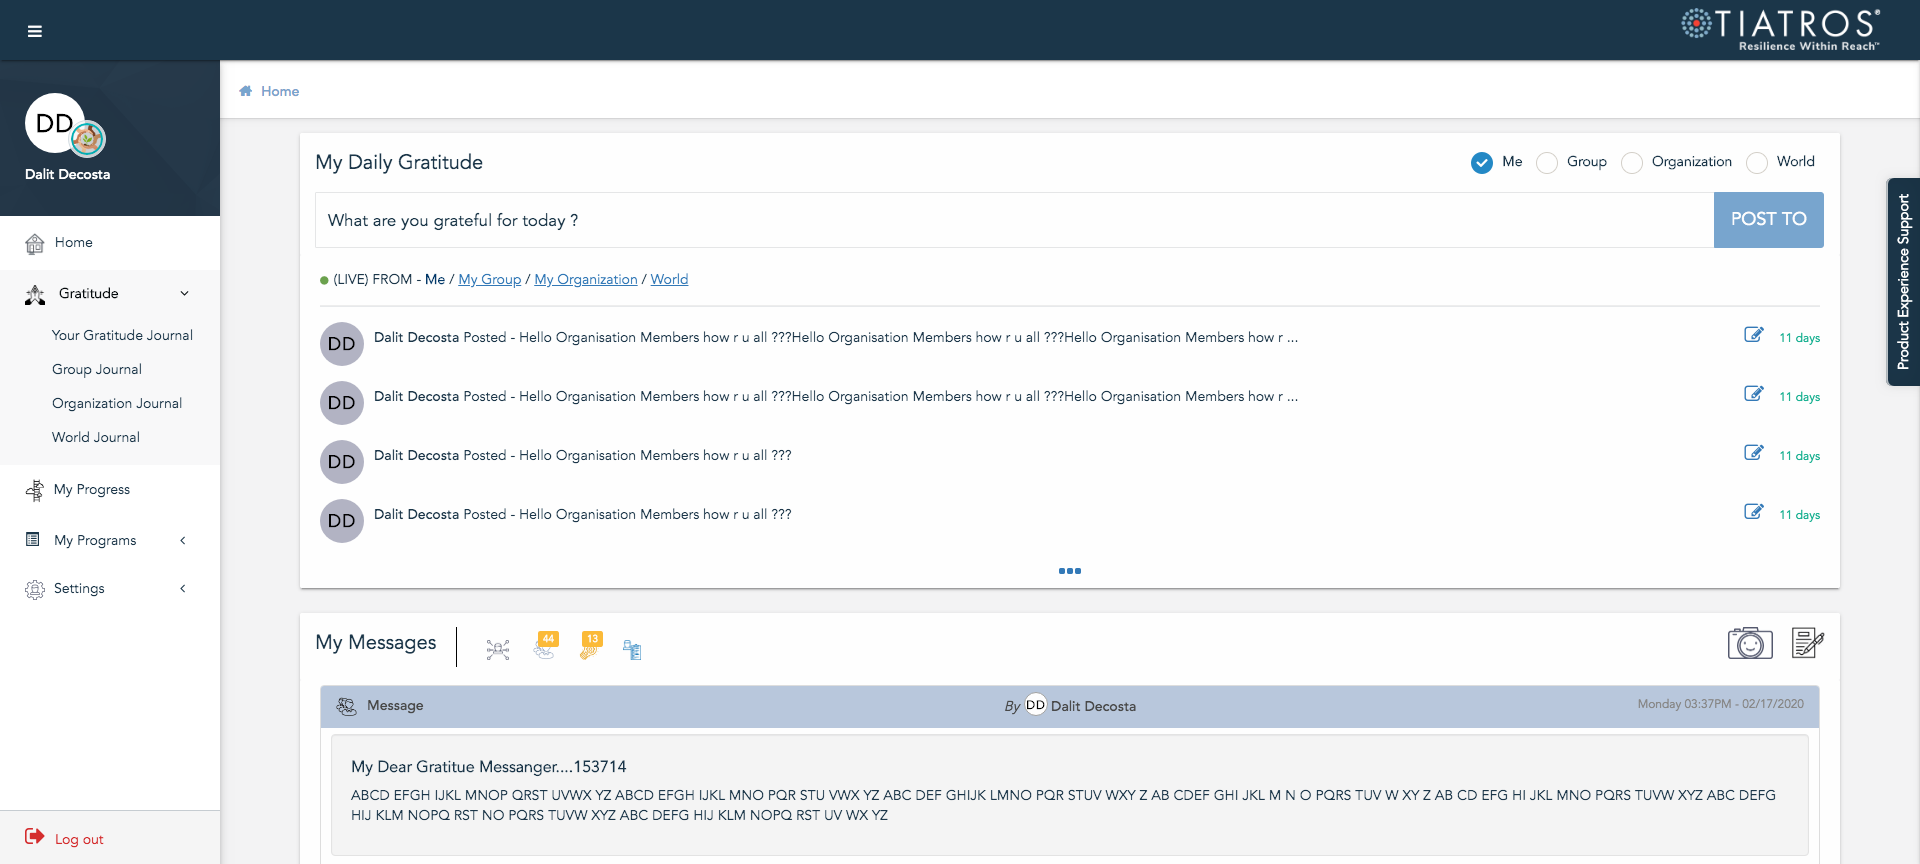 TIATROS®
Resilience Within Reach™
DD
Dalit Decosta
Home
Gratitude
Your Gratitude Journal
Group Journal
Organization Journal
World Journal
My Progress
My Programs
Settings
Log out
Home
My Daily Gratitude
Me Group Organization World
What are you grateful for today ?
POST TO
(LIVE) FROM - Me / My Group / My Organization / World
DD Dalit Decosta Posted - Hello Organisation Members how r u all ???Hello Organisation Members how r u all ???Hello Organisation Members how r ... 11 days
DD Dalit Decosta Posted - Hello Organisation Members how r u all ???Hello Organisation Members how r u all ???Hello Organisation Members how r ... 11 days
DD Dalit Decosta Posted - Hello Organisation Members how r u all ??? 11 days
DD Dalit Decosta Posted - Hello Organisation Members how r u all ??? 11 days
Product Experience Support
My Messages 44 13
Message By DD Dalit Decosta Monday 03:37PM - 02/17/2020
My Dear Gratitue Messanger....153714
ABCD EFGH IJKL MNOP QRST UVWX YZ ABCD EFGH IJKL MNO PQR STU VWX YZ ABC DEF GHIJK LMNO PQR STUV WXY Z AB CDEF GHI JKL M N O PQRS TUV W XY Z AB CD EFG HI JKL MNO PQRS TUVW XYZ ABC DEFG
HIJ KLM NOPQ RST NO PQRS TUVW XYZ ABC DEFG HIJ KLM NOPQ RST UV WX YZ